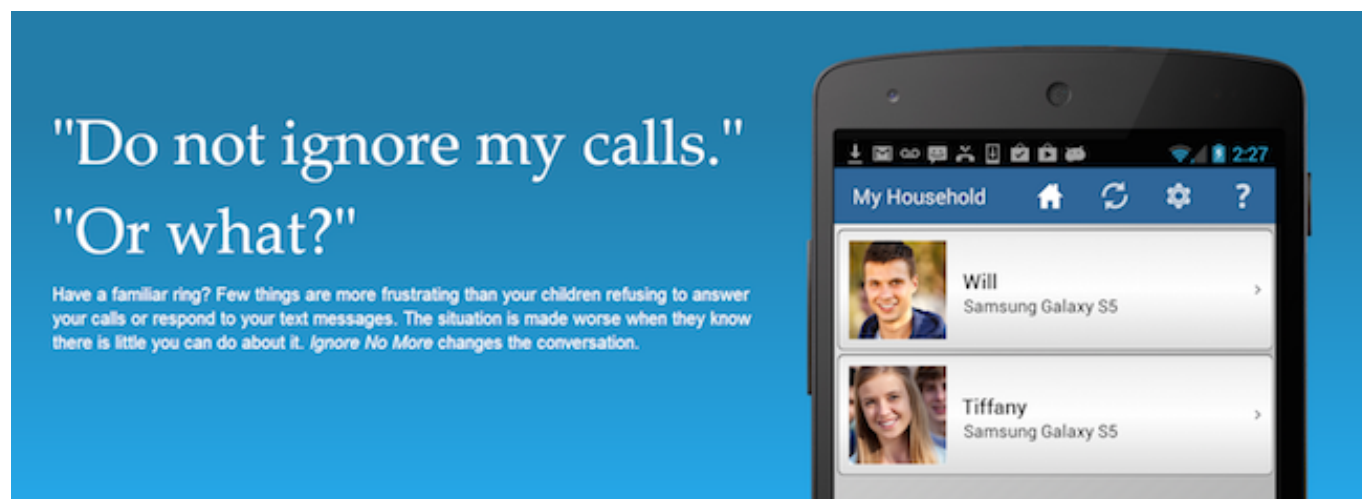 "Do not ignore my calls."
"Or what?"
Have a familiar ring? Few things are more frustrating than your children refusing to answer
your calls or respond to your text messages. The situation is made worse when they know
there is little you can do about it. Ignore No More changes the conversation.
2:27
My Household
?
Will
Samsung Galaxy S5
Tiffany
Samsung Galaxy S5